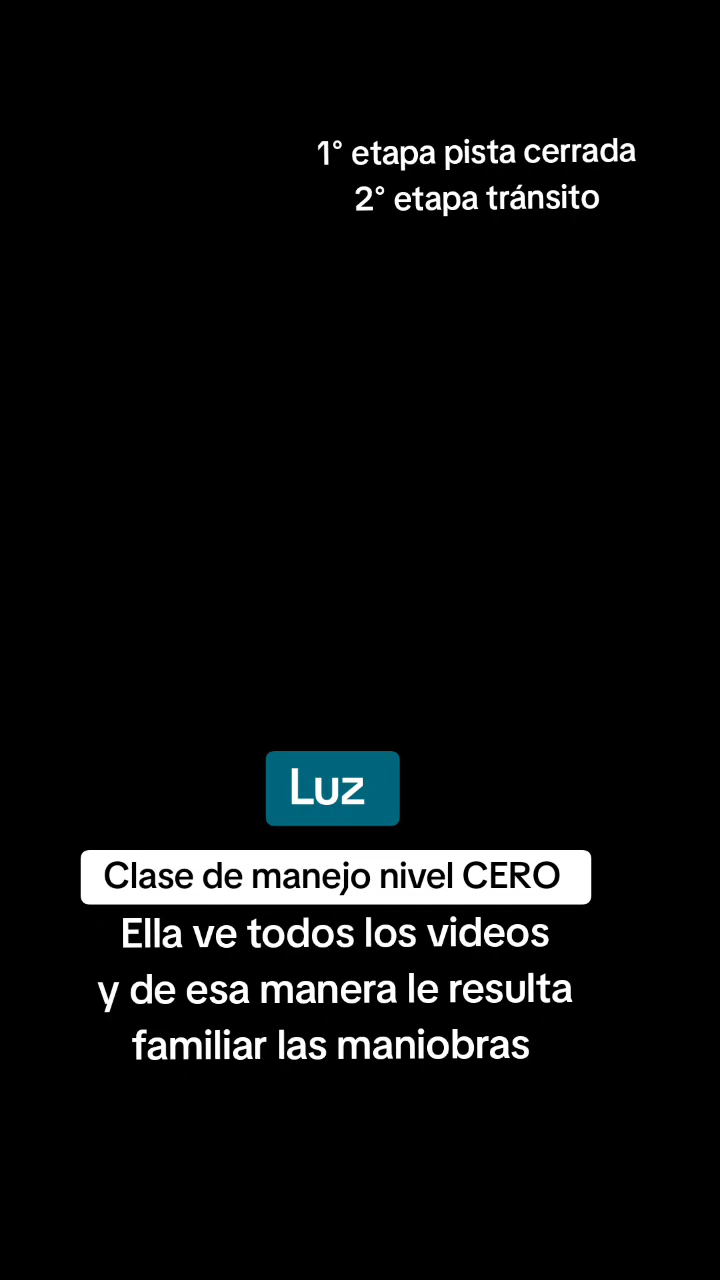 1° etapa pista cerrada
2° etapa tránsito
Luz
Clase de manejo nivel CERO
Ella ve todos los videos
y de esa manera le resulta
familiar las maniobras